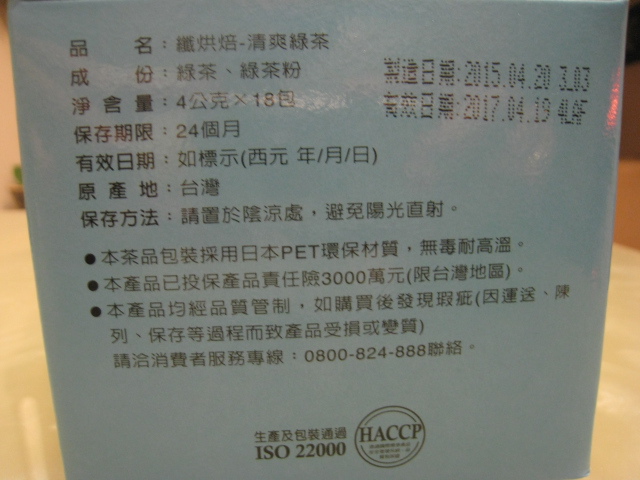 品名：纖烘焙-清爽綠茶
成份：綠茶、綠茶粉
製造日期:2015.04.20 3L03
淨含量：4公克×18包
有效日期:2017.04.19 4LAF
保存期限：24個月
有效日期：如標示(西元 年/月/日)
原產地：台灣
保存方法：請置於陰涼處，避免陽光直射。
●本茶品包裝採用日本PET環保材質，無毒耐高溫。
●本產品已投保產品責任險3000萬元(限台灣地區)。
●本產品均經品質管制，如購買後發現瑕疵(因運送、陳
列、保存等過程而致產品受損或變質)
請洽消費者服務專線：0800-824-888聯絡。
生產及包裝通過
ISO 22000
HACCP